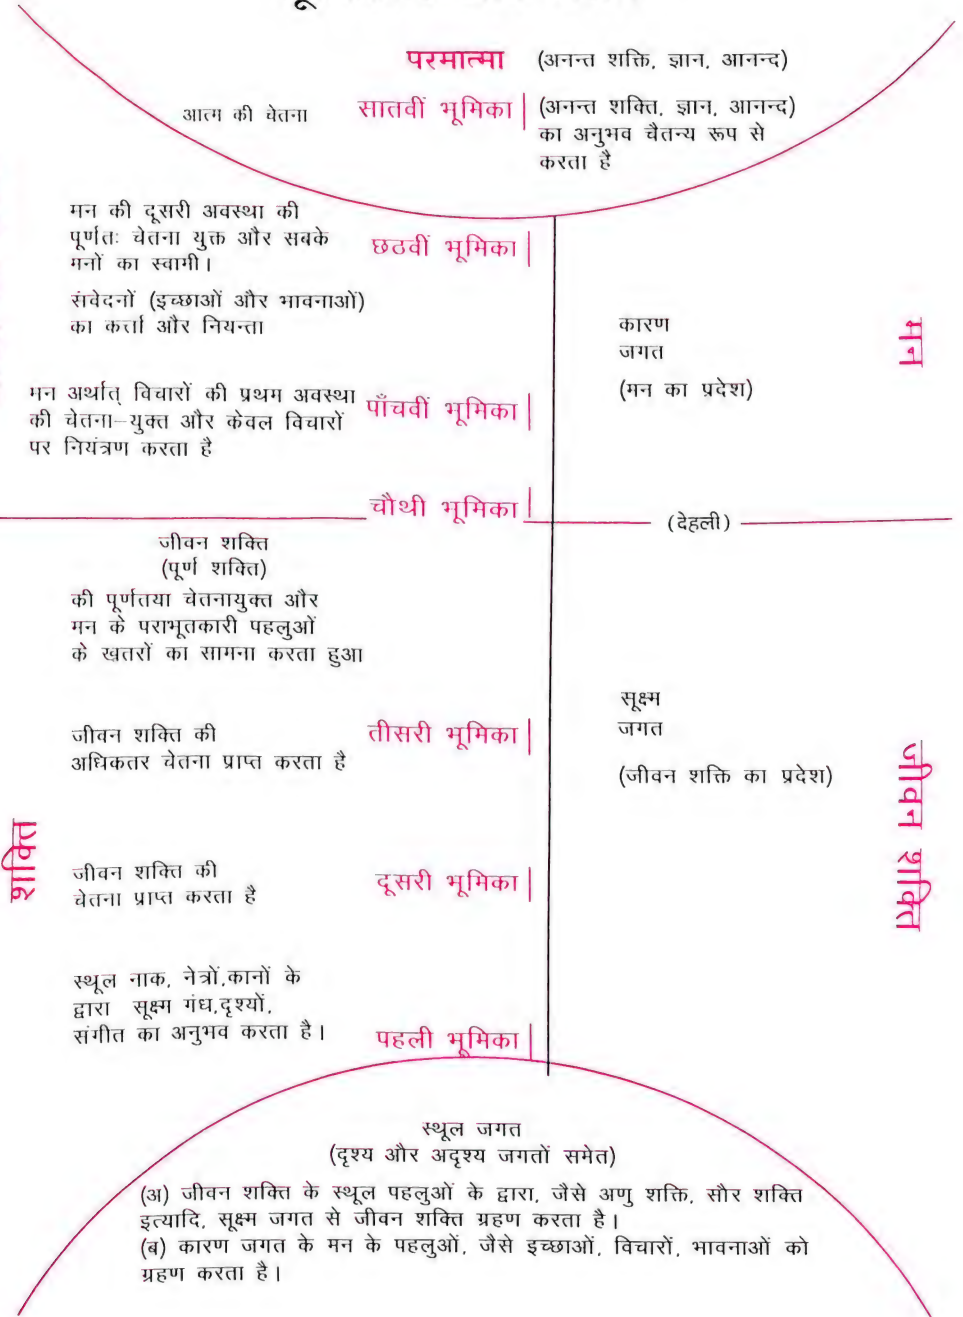 परमात्मा (अनन्त शक्ति, ज्ञान, आनन्द)
आत्म की चेतना
सातवीं भूमिका
(अनन्त शक्ति, ज्ञान, आनन्द)
का अनुभव चैतन्य रूप से
करता है
मन की दूसरी अवस्था की
पूर्णतः चेतना युक्त और सबके
मनों का स्वामी।
छठवीं भूमिका
संवेदनों (इच्छाओं और भावनाओं)
का कर्त्ता और नियन्ता
कारण
जगत
(मन का प्रदेश)
मन
मन अर्थात् विचारों की प्रथम अवस्था
की चेतना-युक्त और केवल विचारों
पर नियंत्रण करता है
पाँचवी भूमिका
चौथी भूमिका
(देहली)
जीवन शक्ति
(पूर्ण शक्ति)
की पूर्णतया चेतनायुक्त और
मन के पराभूतकारी पहलुओं
के खतरों का सामना करता हुआ
सूक्ष्म
जगत
(जीवन शक्ति का प्रदेश)
जीवन शक्ति
जीवन शक्ति की
अधिकतर चेतना प्राप्त करता है
तीसरी भूमिका
शक्ति
जीवन शक्ति की
चेतना प्राप्त करता है
दूसरी भूमिका
स्थूल नाक, नेत्रों,कानों के
द्वारा सूक्ष्म गंध,दृश्यों,
संगीत का अनुभव करता है।
पहली भूमिका
स्थूल जगत
(दृश्य और अदृश्य जगतों समेत)
(अ) जीवन शक्ति के स्थूल पहलुओं के द्वारा, जैसे अणु शक्ति, सौर शक्ति
इत्यादि, सूक्ष्म जगत से जीवन शक्ति ग्रहण करता है।
(ब) कारण जगत के मन के पहलुओं, जैसे इच्छाओं, विचारों, भावनाओं को
ग्रहण करता है।